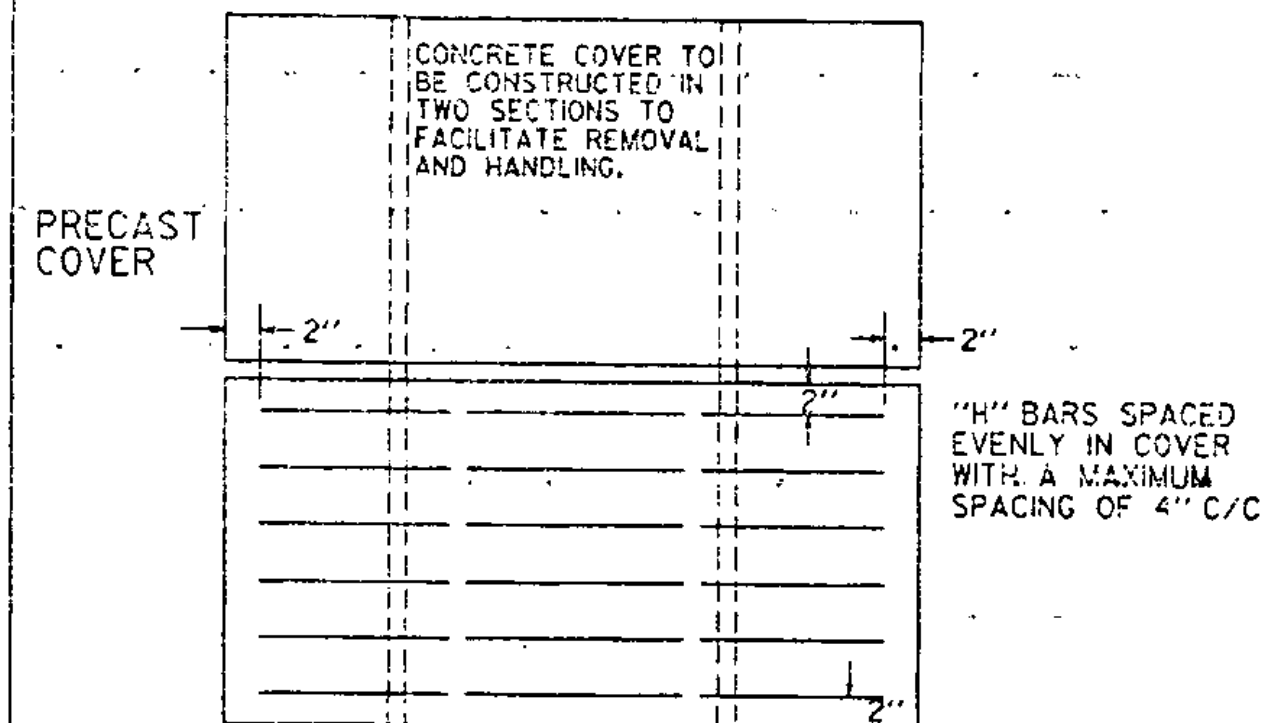 CONCRETE COVER TO
BE CONSTRUCTED IN
TWO SECTIONS TO
FACILITATE REMOVAL
AND HANDLING.
PRECAST
COVER
2"
2"
2"
"H" BARS SPACED
EVENLY IN COVER
WITH A MAXIMUM
SPACING OF 4" C/C
2"